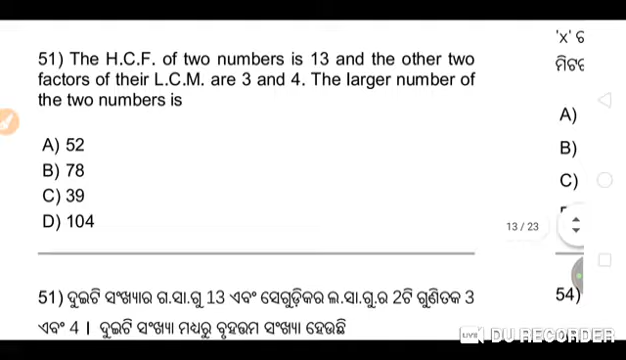 51) The H.C.F. of two numbers is 13 and the other two
factors of their L.C.M. are 3 and 4. The larger number of
the two numbers is
A) 52
B) 78
C) 39
D) 104
51) ଦୁଇଟି ସଂଖ୍ୟାର ଗ.ସା.ଗୁ 13 ଏବଂ ସେଗୁଡ଼ିକର ଲ.ସା.ଗୁ.ର 2ଟି ଗୁଣିତକ 3
ଏବଂ 4 । ଦୁଇଟି ସଂଖ୍ୟା ମଧ୍ୟରୁ ବୃହତ୍ତମ ସଂଖ୍ୟା ହେଉଛି
'x'
A)
B)
C)
13 / 23
54)
LIVE DU RECORDER